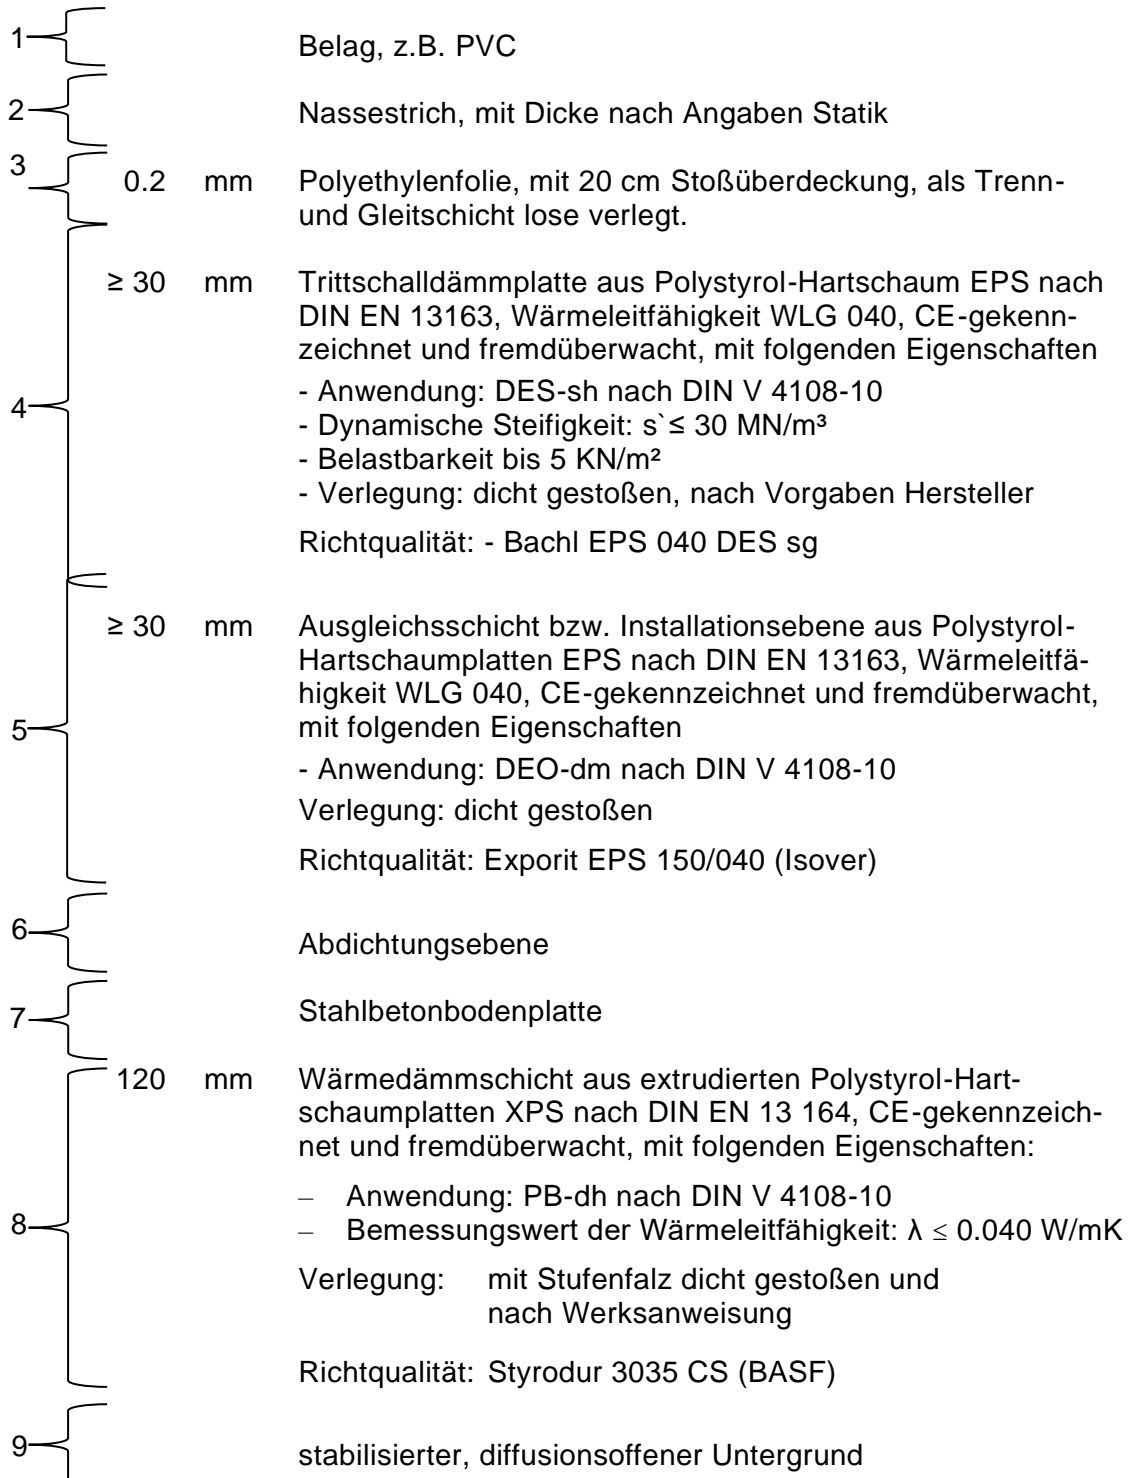 1 Belag, z.B. PVC
2 Nassestrich, mit Dicke nach Angaben Statik
3 0.2 mm Polyethylenfolie, mit 20 cm Stoßüberdeckung, als Trenn-
und Gleitschicht lose verlegt.
≥ 30 mm Trittschalldämmplatte aus Polystyrol-Hartschaum EPS nach
DIN EN 13163, Wärmeleitfähigkeit WLG 040, CE-gekenn-
zeichnet und fremdüberwacht, mit folgenden Eigenschaften
- Anwendung: DES-sh nach DIN V 4108-10
4
- Dynamische Steifigkeit: s`≤ 30 MN/m³
- Belastbarkeit bis 5 KN/m²
- Verlegung: dicht gestoßen, nach Vorgaben Hersteller
Richtqualität: - Bachl EPS 040 DES sg
≥ 30 mm Ausgleichsschicht bzw. Installationsebene aus Polystyrol-
Hartschaumplatten EPS nach DIN EN 13163, Wärmeleitfä-
higkeit WLG 040, CE-gekennzeichnet und fremdüberwacht,
5 mit folgenden Eigenschaften
- Anwendung: DEO-dm nach DIN V 4108-10
Verlegung: dicht gestoßen
Richtqualität: Exporit EPS 150/040 (Isover)
6 Abdichtungsebene
7 Stahlbetonbodenplatte
120 mm Wärmedämmschicht aus extrudierten Polystyrol-Hart-
schaumplatten XPS nach DIN EN 13 164, CE-gekennzeich-
net und fremdüberwacht, mit folgenden Eigenschaften:
– Anwendung: PB-dh nach DIN V 4108-10
8 – Bemessungswert der Wärmeleitfähigkeit: λ ≤ 0.040 W/mK
Verlegung: mit Stufenfalz dicht gestoßen und
nach Werksanweisung
Richtqualität: Styrodur 3035 CS (BASF)
9 stabilisierter, diffusionsoffener Untergrund